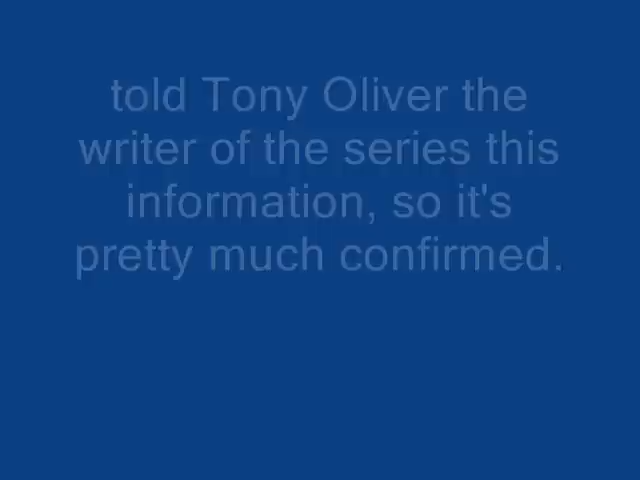 told Tony Oliver the
writer of the series this
information, so it's
pretty much confirmed.